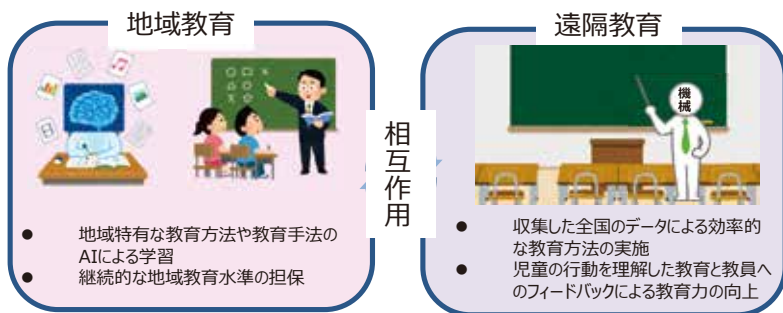 地域教育
遠隔教育
相互作用
機械
● 地域特有な教育方法や教育手法の
AIによる学習
● 継続的な地域教育水準の担保
● 収集した全国のデータによる効率的
な教育方法の実施
● 児童の行動を理解した教育と教員へ
のフィードバックによる教育力の向上